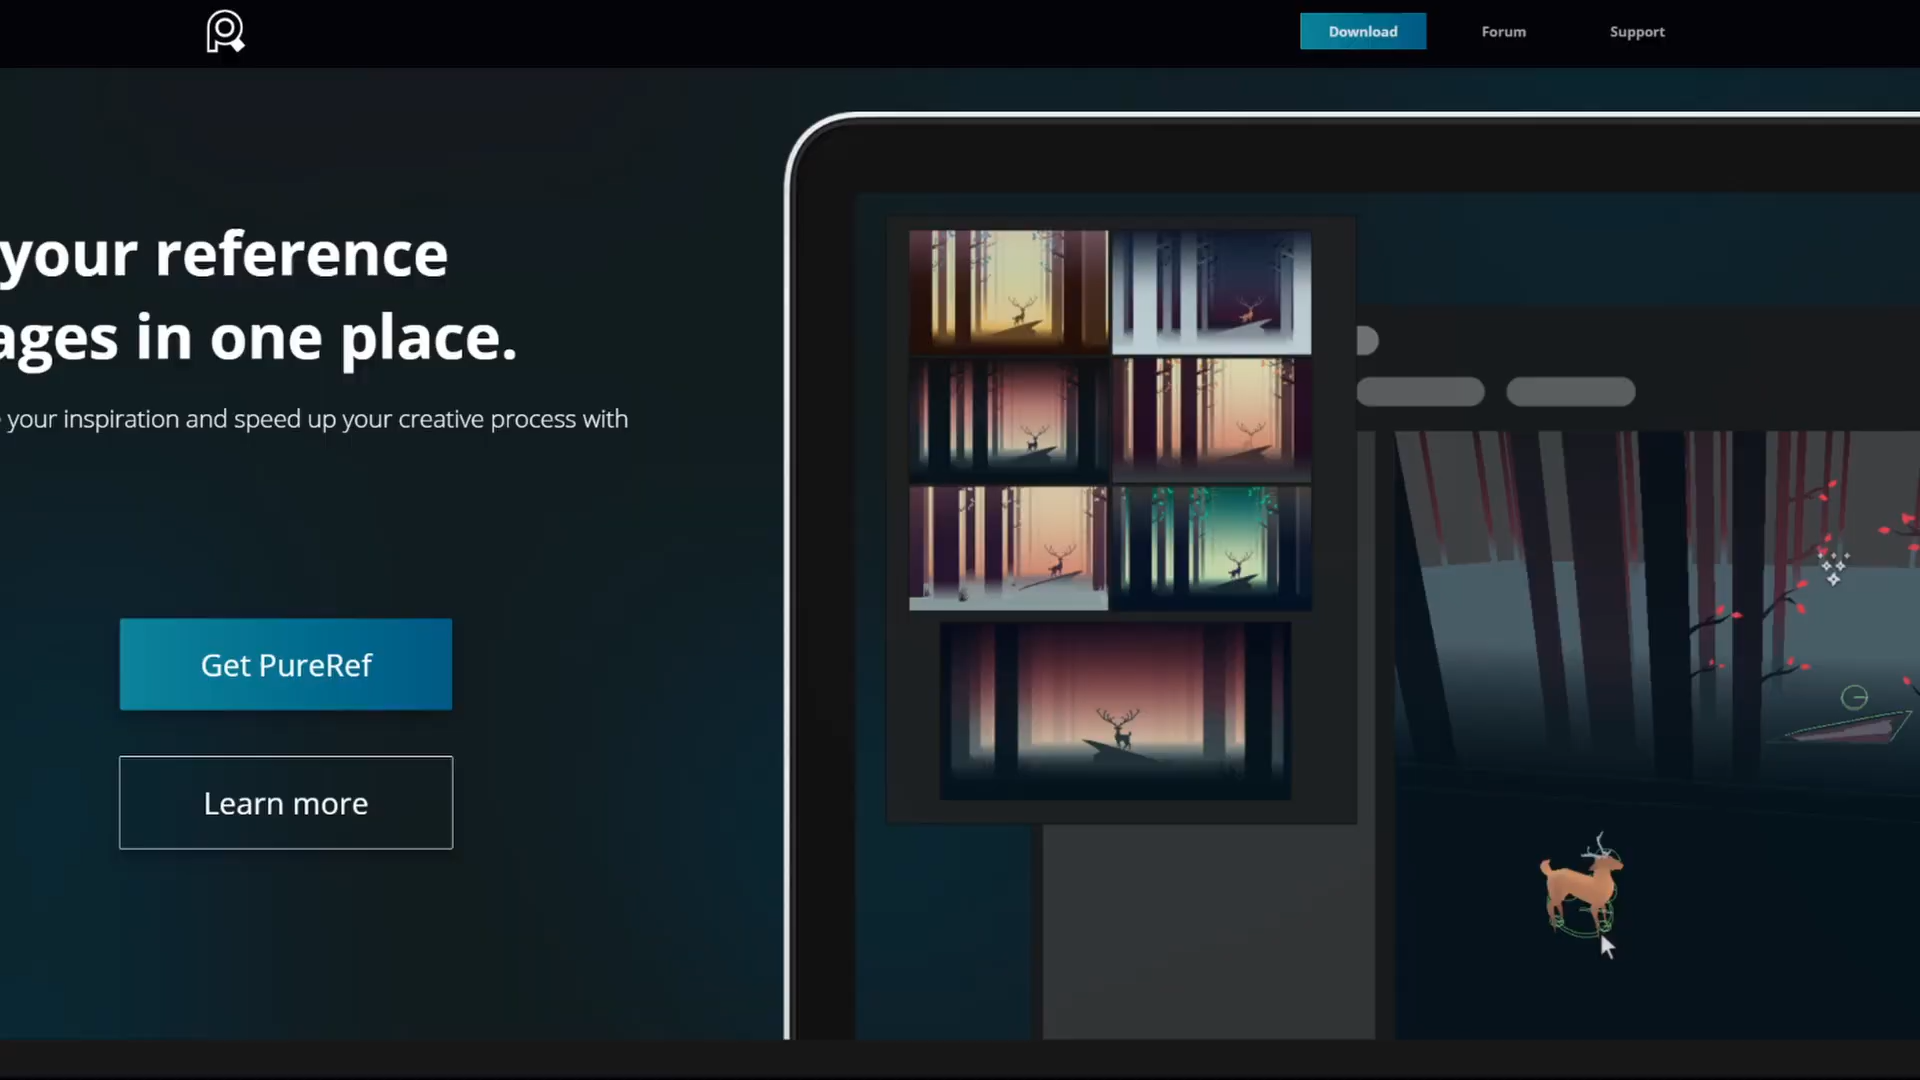 Download
Forum
Support
your reference
ages in one place.
your inspiration and speed up your creative process with
Get PureRef
Learn more